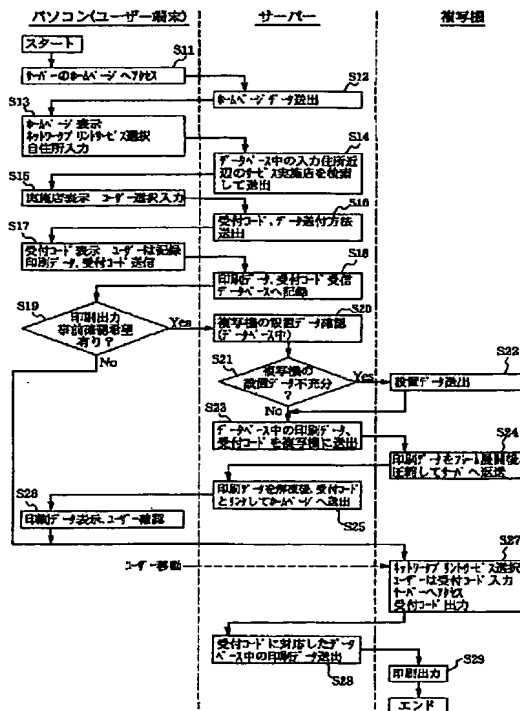 パソコン(ユーザー端末)
サーバー
複写機
スタート
S11
サーバーのホームページへアクセス
S12
ホームページデータ送出
S13
ホームページ表示
ネットワークプリントサービス選択
自住所入力
S14
データベース中の入力住所近
辺のサービス実施店を検索
して送出
S15
実施店表示 ユーザー選択入力
S16
受付コード、データ送付方法
送出
S17
受付コード表示 ユーザーは記録
印刷データ、受付コード送信
S18
印刷データ、受付コード受信
データベースへ記録
S19
印刷出力
事前確認希望
有り?
Yes
No
S20
複写機の設置データ確認
(データベース中)
S21
複写機の
設置データ不充分
?
Yes
No
S22
設置データ送出
S23
データベース中の印刷データ、
受付コードを複写機に送出
S24
印刷データを
展開後
圧縮してサーバへ返送
印刷データを解凍後、受付コード
とリンクしてホームページへ送出
S25
S26
印刷データ表示、ユーザー確認
ユーザー移動
S27
ネットワークプリントサービス選択
ユーザーは受付コード入力
サーバーへアクセス
受付コード出力
受付コードに対応したデータ
ベース中の印刷データ送出
S28
S29
印刷出力
エンド